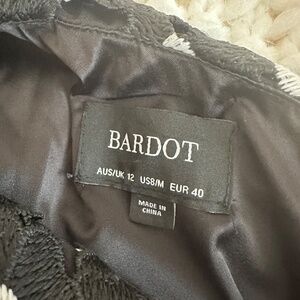 BARDOT
AUS/UK 12 US8/M EUR 40
MADE IN
CHINA